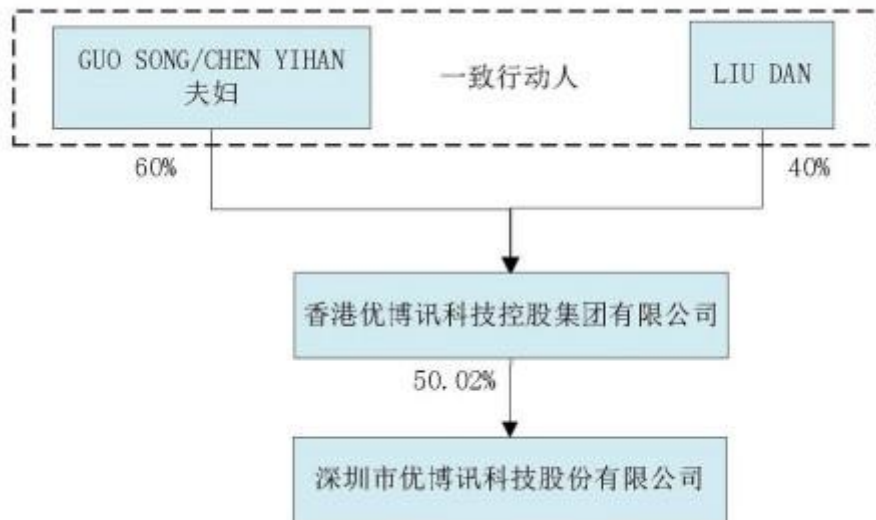 GUO SONG/CHEN YIHAN
夫妇
一致行动人
LIU DAN
60%
40%
香港优博讯科技控股集团有限公司
50.02%
深圳市优博讯科技股份有限公司